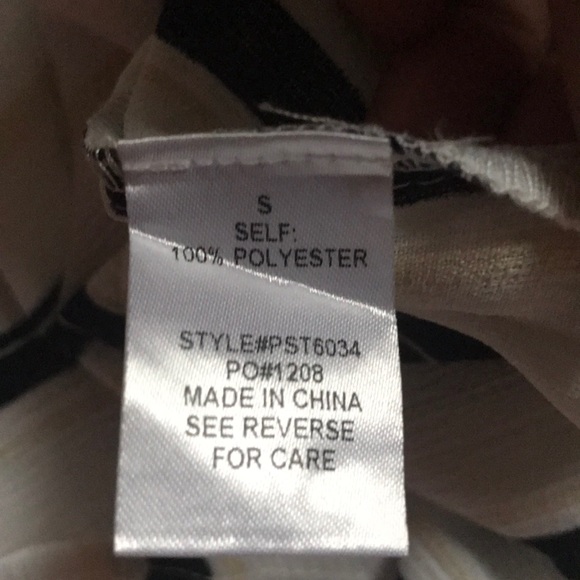 S
SELF:
100% POLYESTER
STYLE#PST6034
PO#1208
MADE IN CHINA
SEE REVERSE
FOR CARE